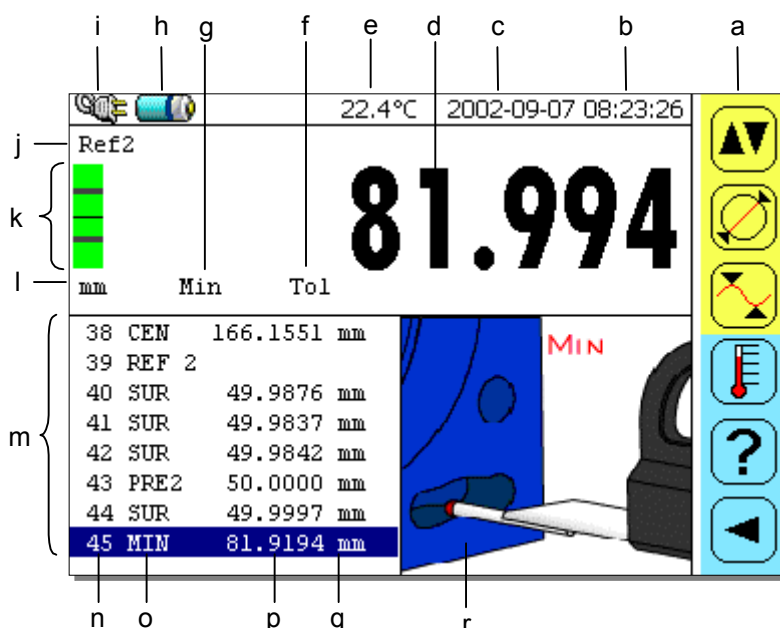 i h g f e d c b a
22.4°C 2002-09-07 08:23:26
j Ref2
81.994
k
l mm Min Tol
m
38 CEN 166.1551 mm
39 REF 2
40 SUR 49.9876 mm
41 SUR 49.9837 mm
42 SUR 49.9842 mm
43 PRE2 50.0000 mm
44 SUR 49.9997 mm
45 MIN 81.9194 mm
MIN
?
n o p q r